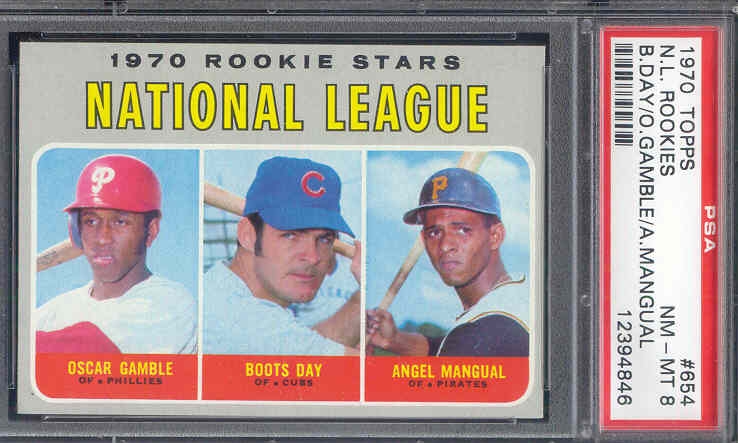 1970 ROOKIE STARS
NATIONAL LEAGUE
P
C
P
OSCAR GAMBLE
OF • PHILLIES
BOOTS DAY
OF • CUBS
ANGEL MANGUAL
OF • PIRATES
PSA
1970 TOPPS #654
N.L. ROOKIES NM - MT 8
B.DAY/O.GAMBLE/A.MANGUAL
12394846